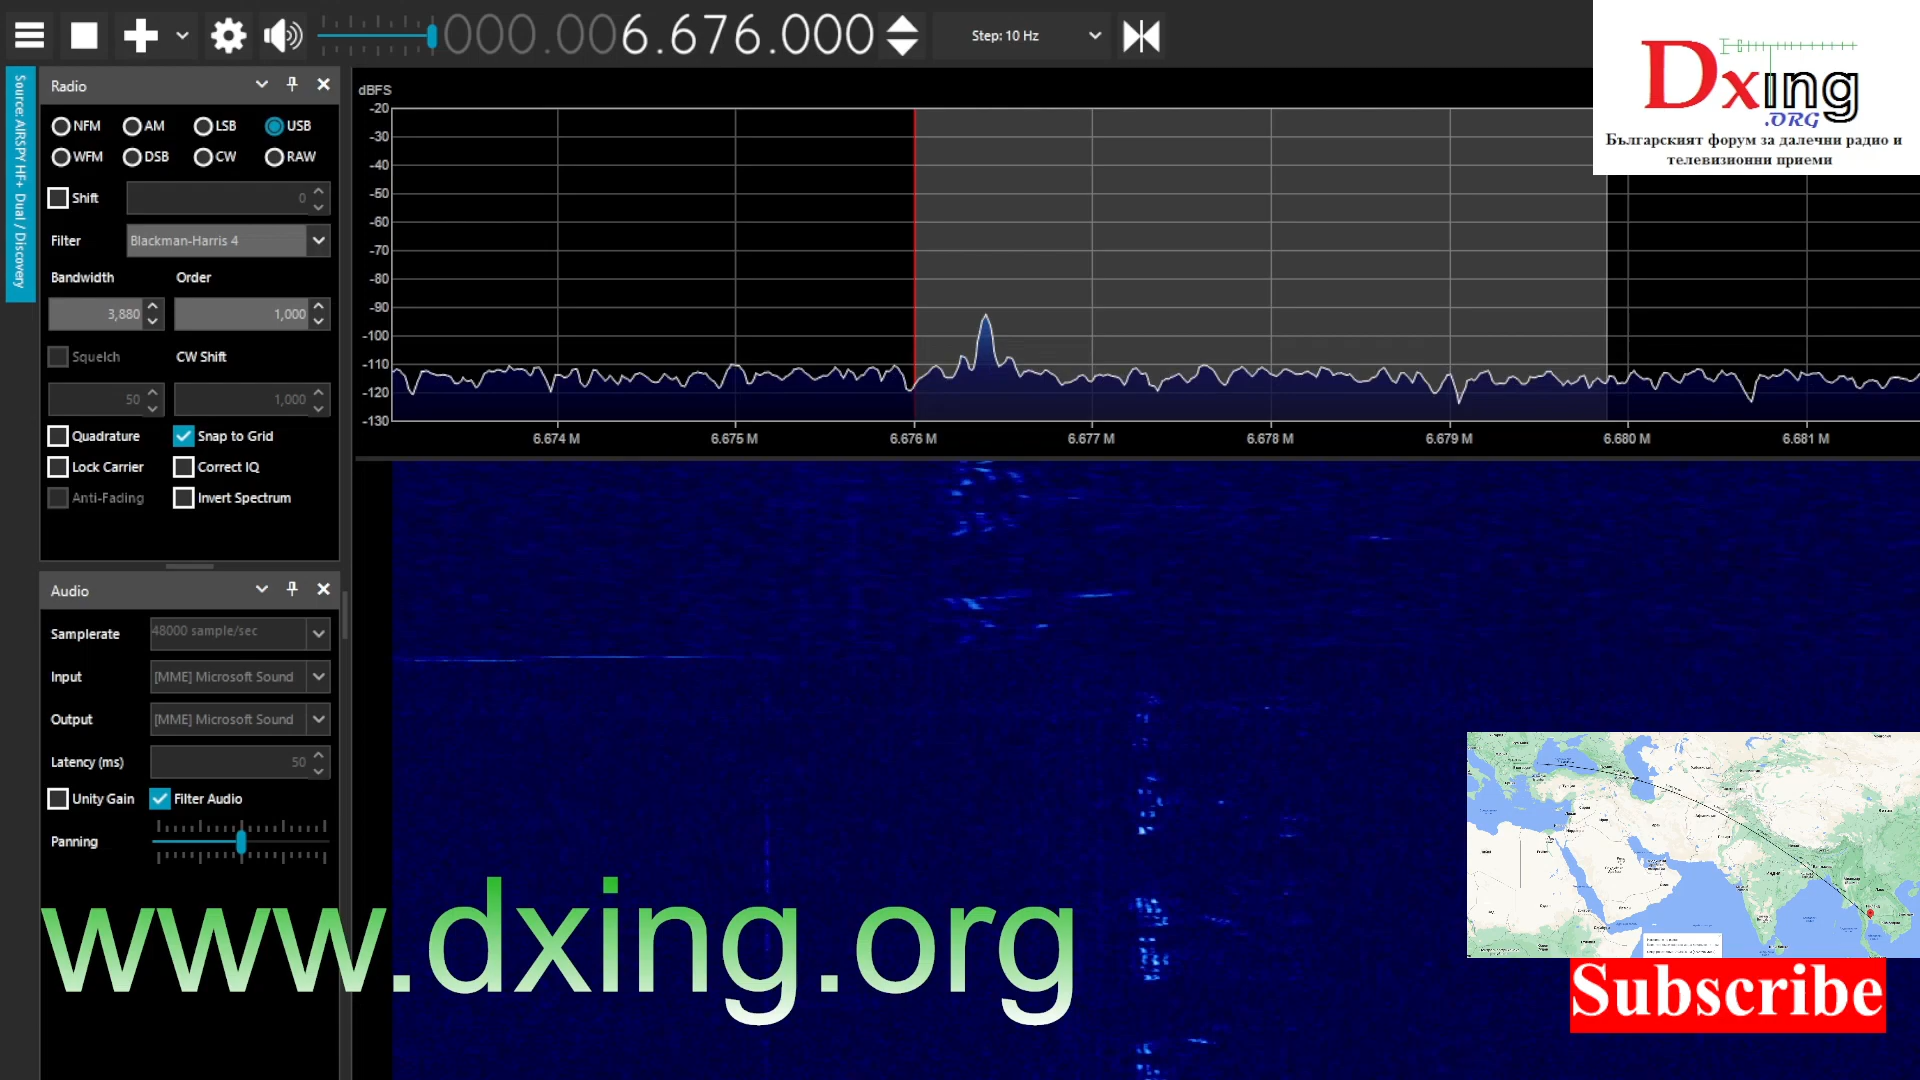 000.006.676.000
Step: 10 Hz
Dxing
.ORG
Българският форум за далечни радио и
телевизионни приеми
Source: AIRSPY HF+ Dual / Discovery
Radio
NFM AM LSB USB
WFM DSB CW RAW
Shift 0
Filter Blackman-Harris 4
Bandwidth Order
3,880 1,000
Squelch CW Shift
50 1,000
Quadrature Snap to Grid
Lock Carrier Correct IQ
Anti-Fading Invert Spectrum
dBFS
-20
-30
-40
-50
-60
-70
-80
-90
-100
-110
-120
-130
6.674 M 6.675 M 6.676 M 6.677 M 6.678 M 6.679 M 6.680 M 6.681 M
Audio
Samplerate 48000 sample/sec
Input [MME] Microsoft Sound
Output [MME] Microsoft Sound
Latency (ms) 50
Unity Gain Filter Audio
Panning
www.dxing.org
Subscribe